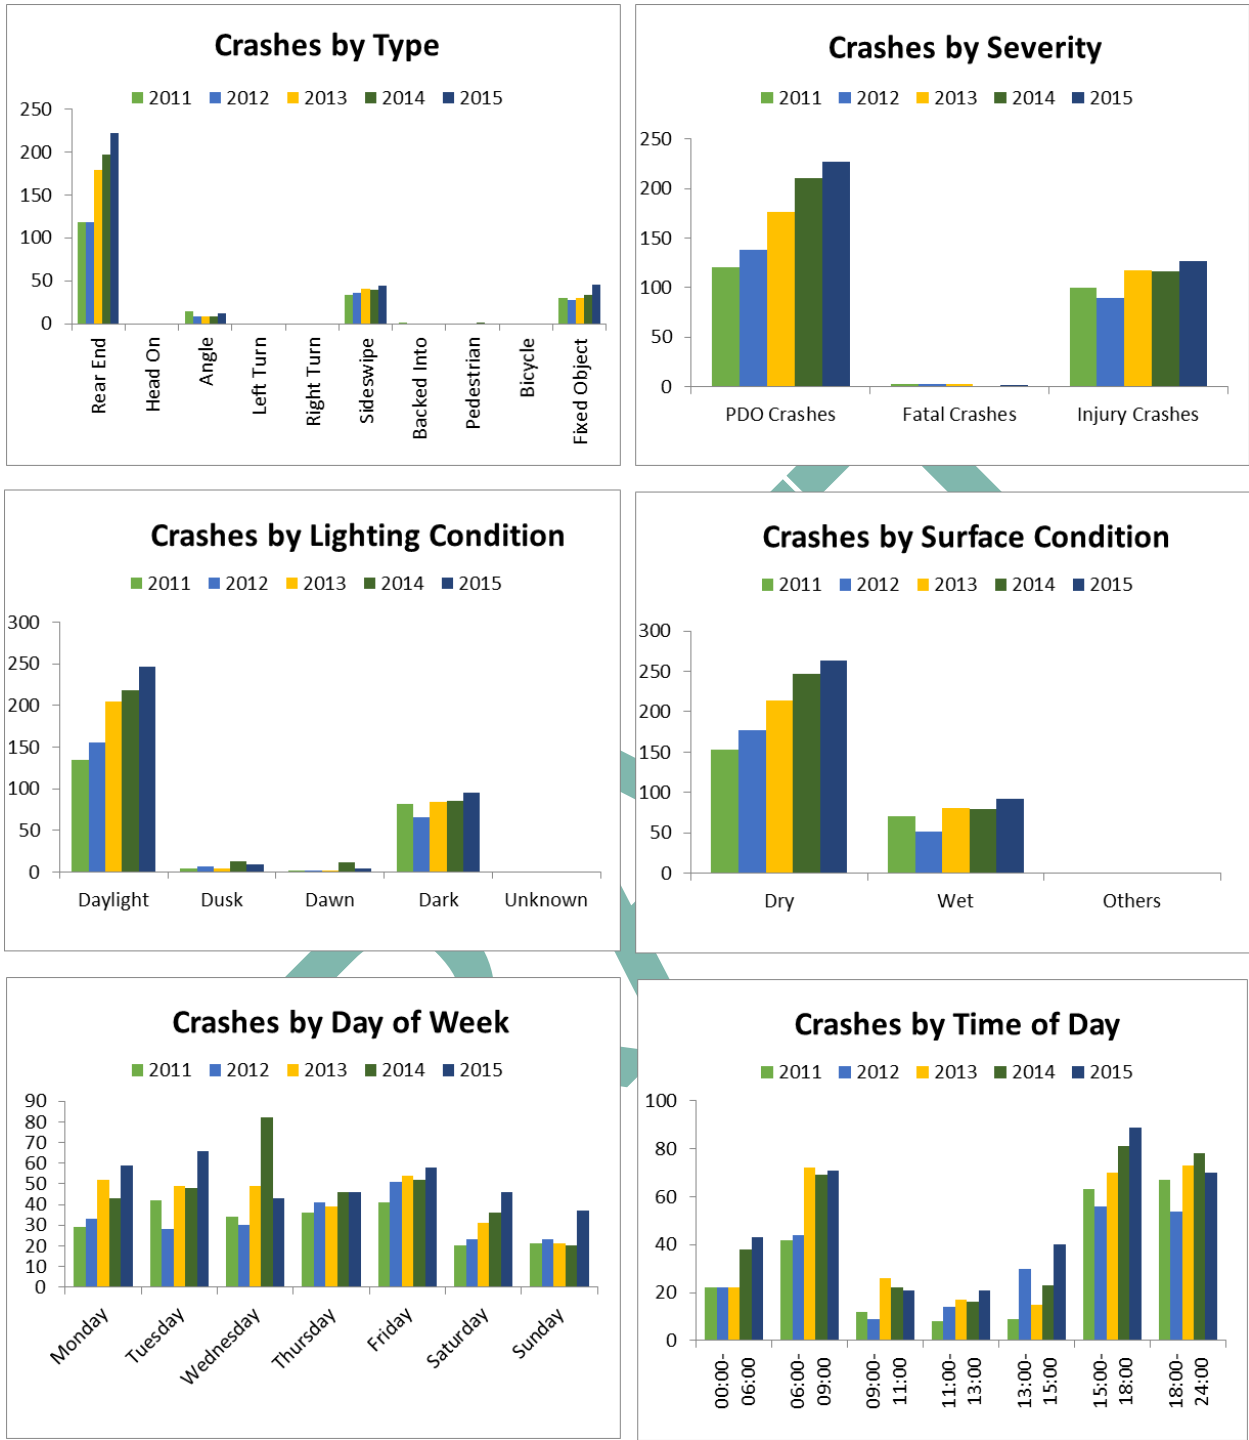 Crashes by Type
2011 2012 2013 2014 2015
250
200
150
100
50
0
Rear End
Head On
Angle
Left Turn
Right Turn
Sideswipe
Backed Into
Pedestrian
Bicycle
Fixed Object
Crashes by Severity
2011 2012 2013 2014 2015
250
200
150
100
50
0
PDO Crashes Fatal Crashes Injury Crashes
Crashes by Lighting Condition
2011 2012 2013 2014 2015
300
250
200
150
100
50
0
Daylight Dusk Dawn Dark Unknown
Crashes by Surface Condition
2011 2012 2013 2014 2015
300
250
200
150
100
50
0
Dry Wet Others
Crashes by Day of Week
2011 2012 2013 2014 2015
90
80
70
60
50
40
30
20
10
0
Monday
Tuesday
Wednesday
Thursday
Friday
Saturday
Sunday
Crashes by Time of Day
2011 2012 2013 2014 2015
100
80
60
40
20
0
00:00-
06:00
06:00-
09:00
09:00-
11:00
11:00-
13:00
13:00-
15:00
15:00-
18:00
18:00-
24:00